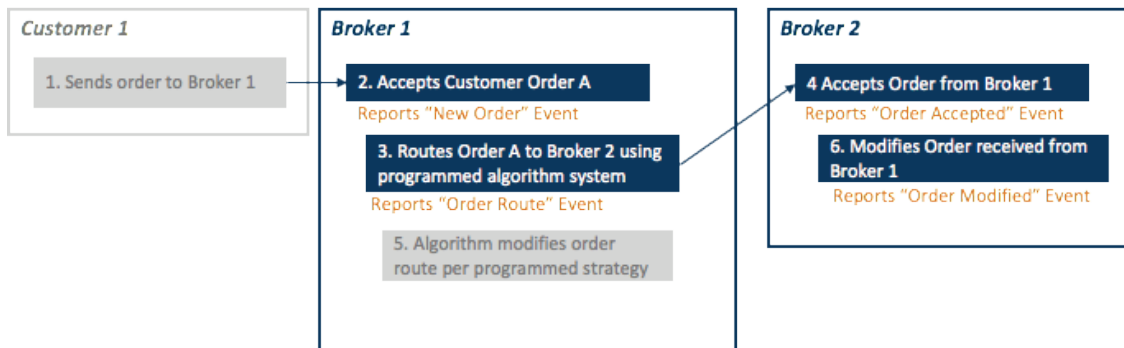 Customer 1
1. Sends order to Broker 1
Broker 1
2. Accepts Customer Order A
Reports “New Order” Event
3. Routes Order A to Broker 2 using
programmed algorithm system
Reports “Order Route” Event
5. Algorithm modifies order
route per programmed strategy
Broker 2
4 Accepts Order from Broker 1
Reports “Order Accepted” Event
6. Modifies Order received from
Broker 1
Reports “Order Modified” Event